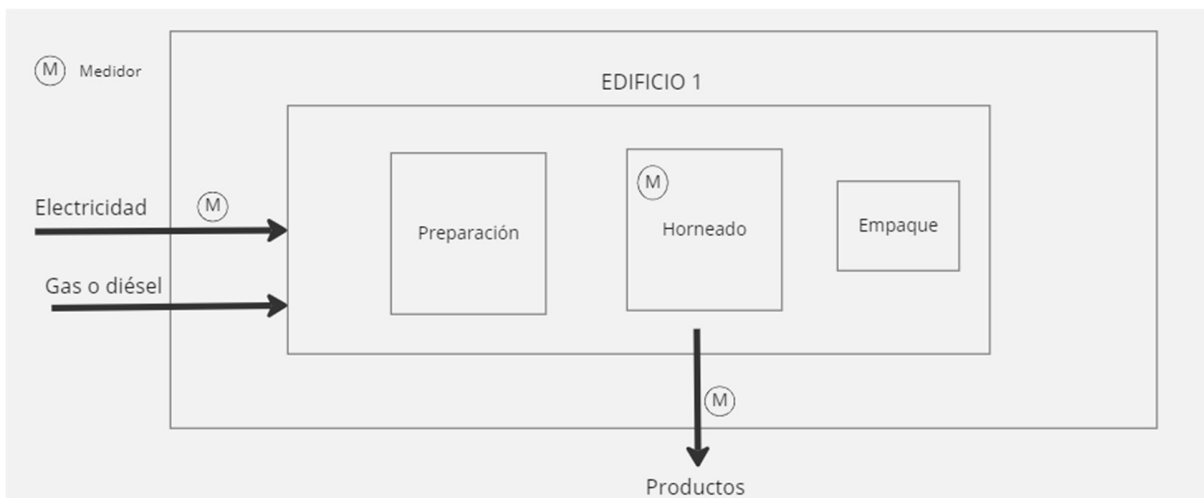 M Medidor
EDIFICIO 1
Electricidad
M
Gas o diésel
Preparación
M
Horneado
Empaque
M
Productos